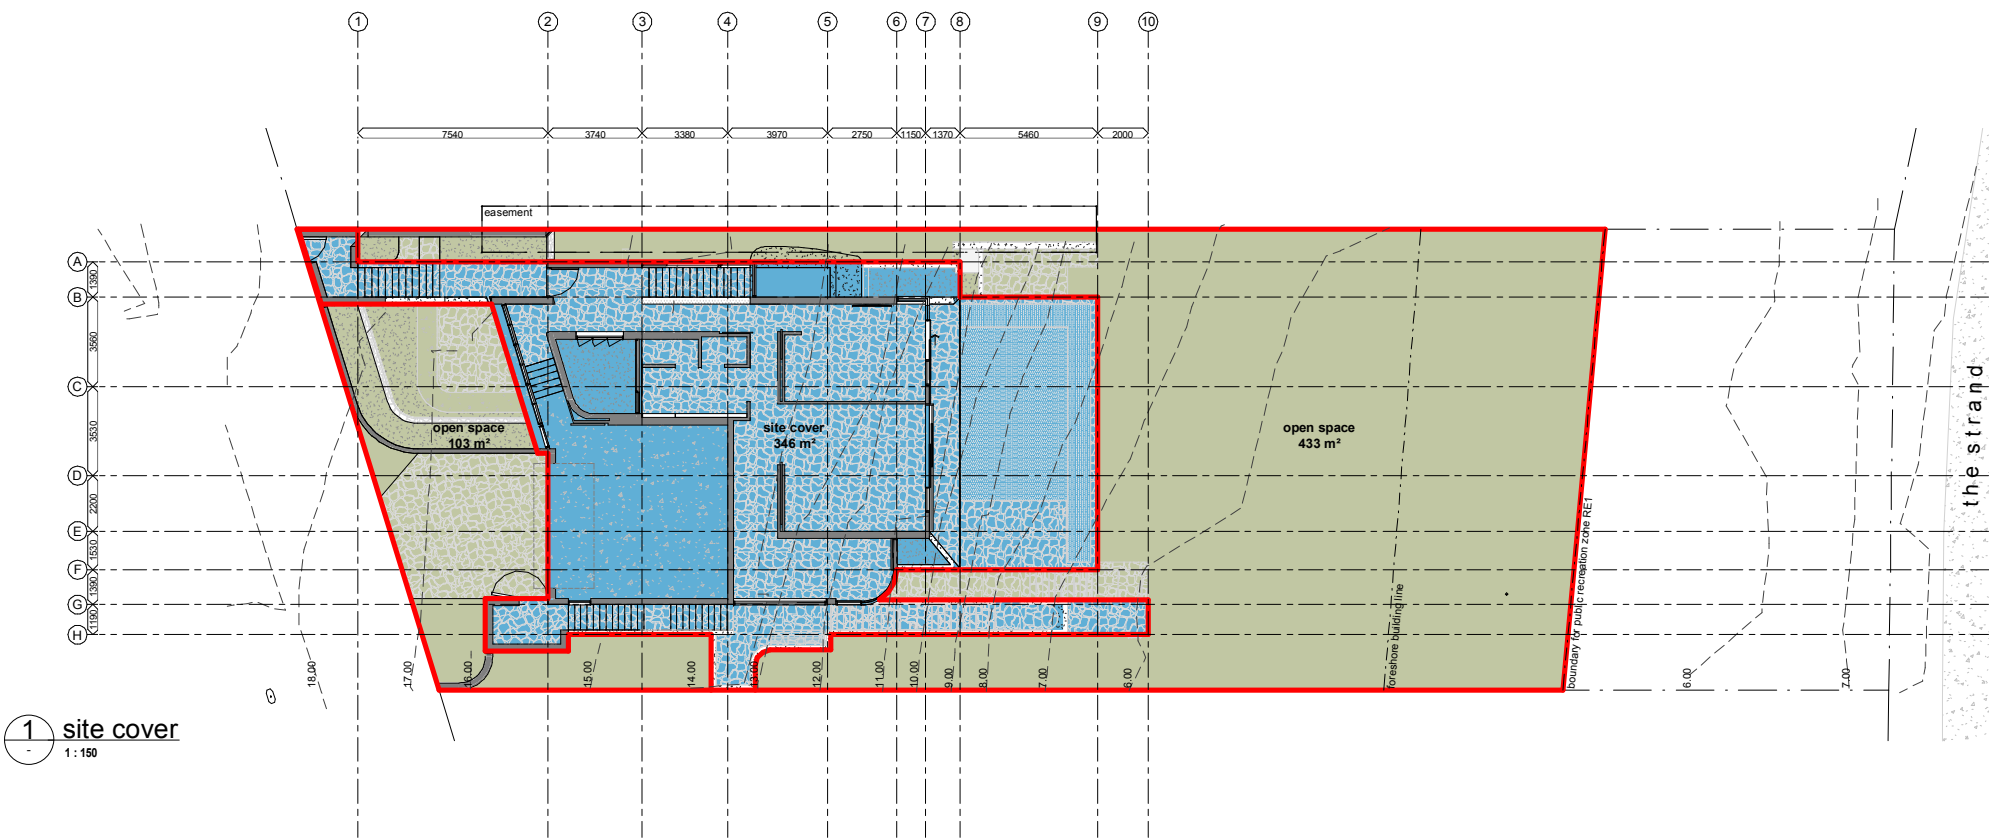 1 2 3 4 5 6 7 8 9 10
7540 3740 3380 3970 2750 1150 1370 5460 2000
easement
A
1390
B
3560
C
3530
D
2200
E
1530
F
1390
G
1190
H
open space
103 m²
site cover
346 m²
open space
433 m²
the strand
foreshore building line
boundary for public recreation zone RE1
18.00 17.00 16.00 15.00 14.00 13.00 12.00 11.00 10.00 9.00 8.00 7.00 6.00 6.00 7.00
1
-
site cover
1 : 150